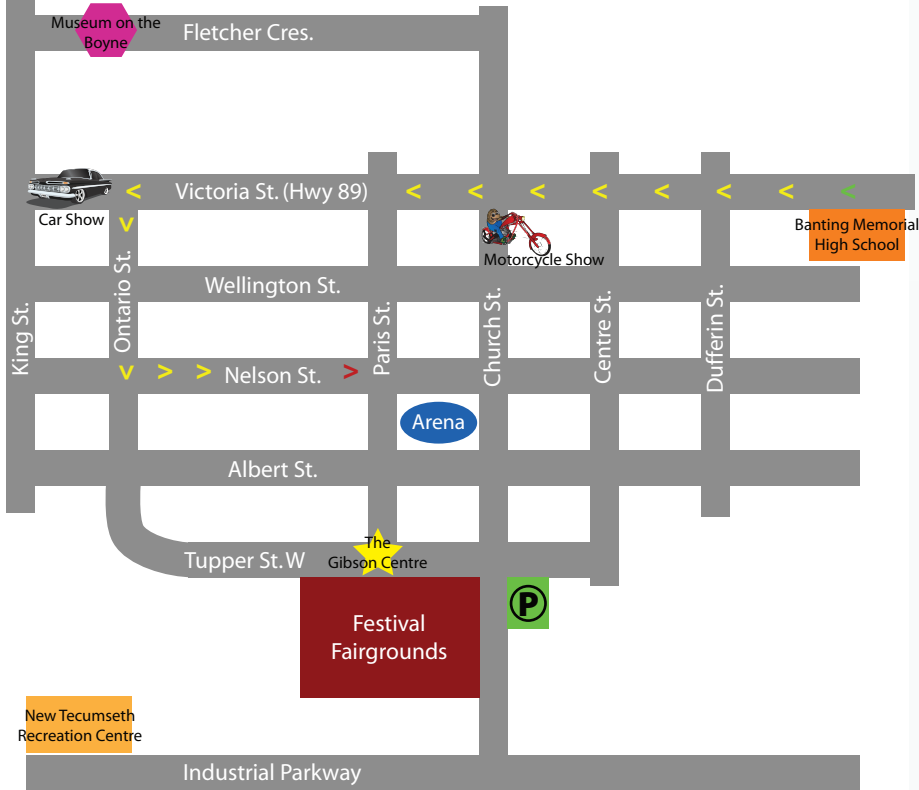 Museum on the
Boyne
Fletcher Cres.
< Victoria St. (Hwy 89) < < < < < < < <
Car Show
Banting Memorial
High School
Motorcycle Show
Wellington St.
King St.
Ontario St.
Paris St.
Church St.
Centre St.
Dufferin St.
> > Nelson St. >
Arena
Albert St.
The
Gibson Centre
Tupper St. W
P
Festival
Fairgrounds
New Tecumseth
Recreation Centre
Industrial Parkway